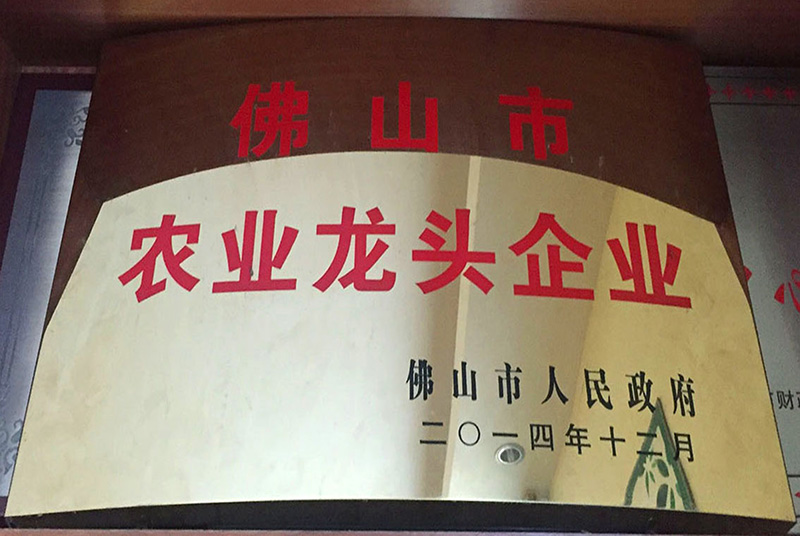 佛山市
农业龙头企业
佛山市人民政府
二〇一四年十二月
财